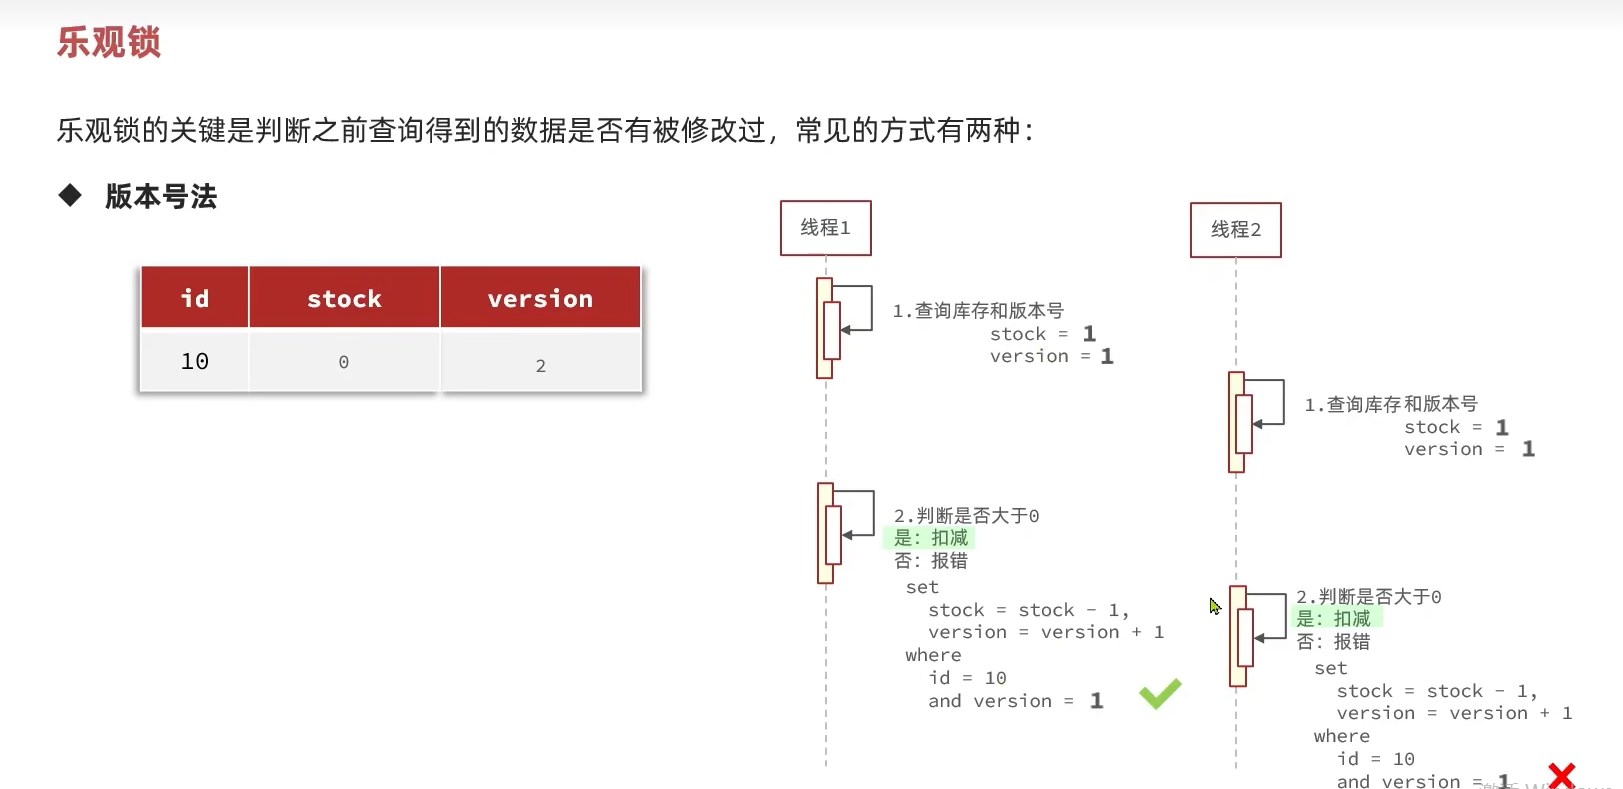 乐观锁
乐观锁的关键是判断之前查询得到的数据是否有被修改过，常见的方式有两种：
◆ 版本号法
id stock version
10 0 2
线程1
1.查询库存和版本号
stock = 1
version = 1
2.判断是否大于0
是：扣减
否：报错
set
stock = stock - 1,
version = version + 1
where
id = 10
and version = 1
线程2
1.查询库存和版本号
stock = 1
version = 1
2.判断是否大于0
是：扣减
否：报错
set
stock = stock - 1,
version = version + 1
where
id = 10
and version = 1